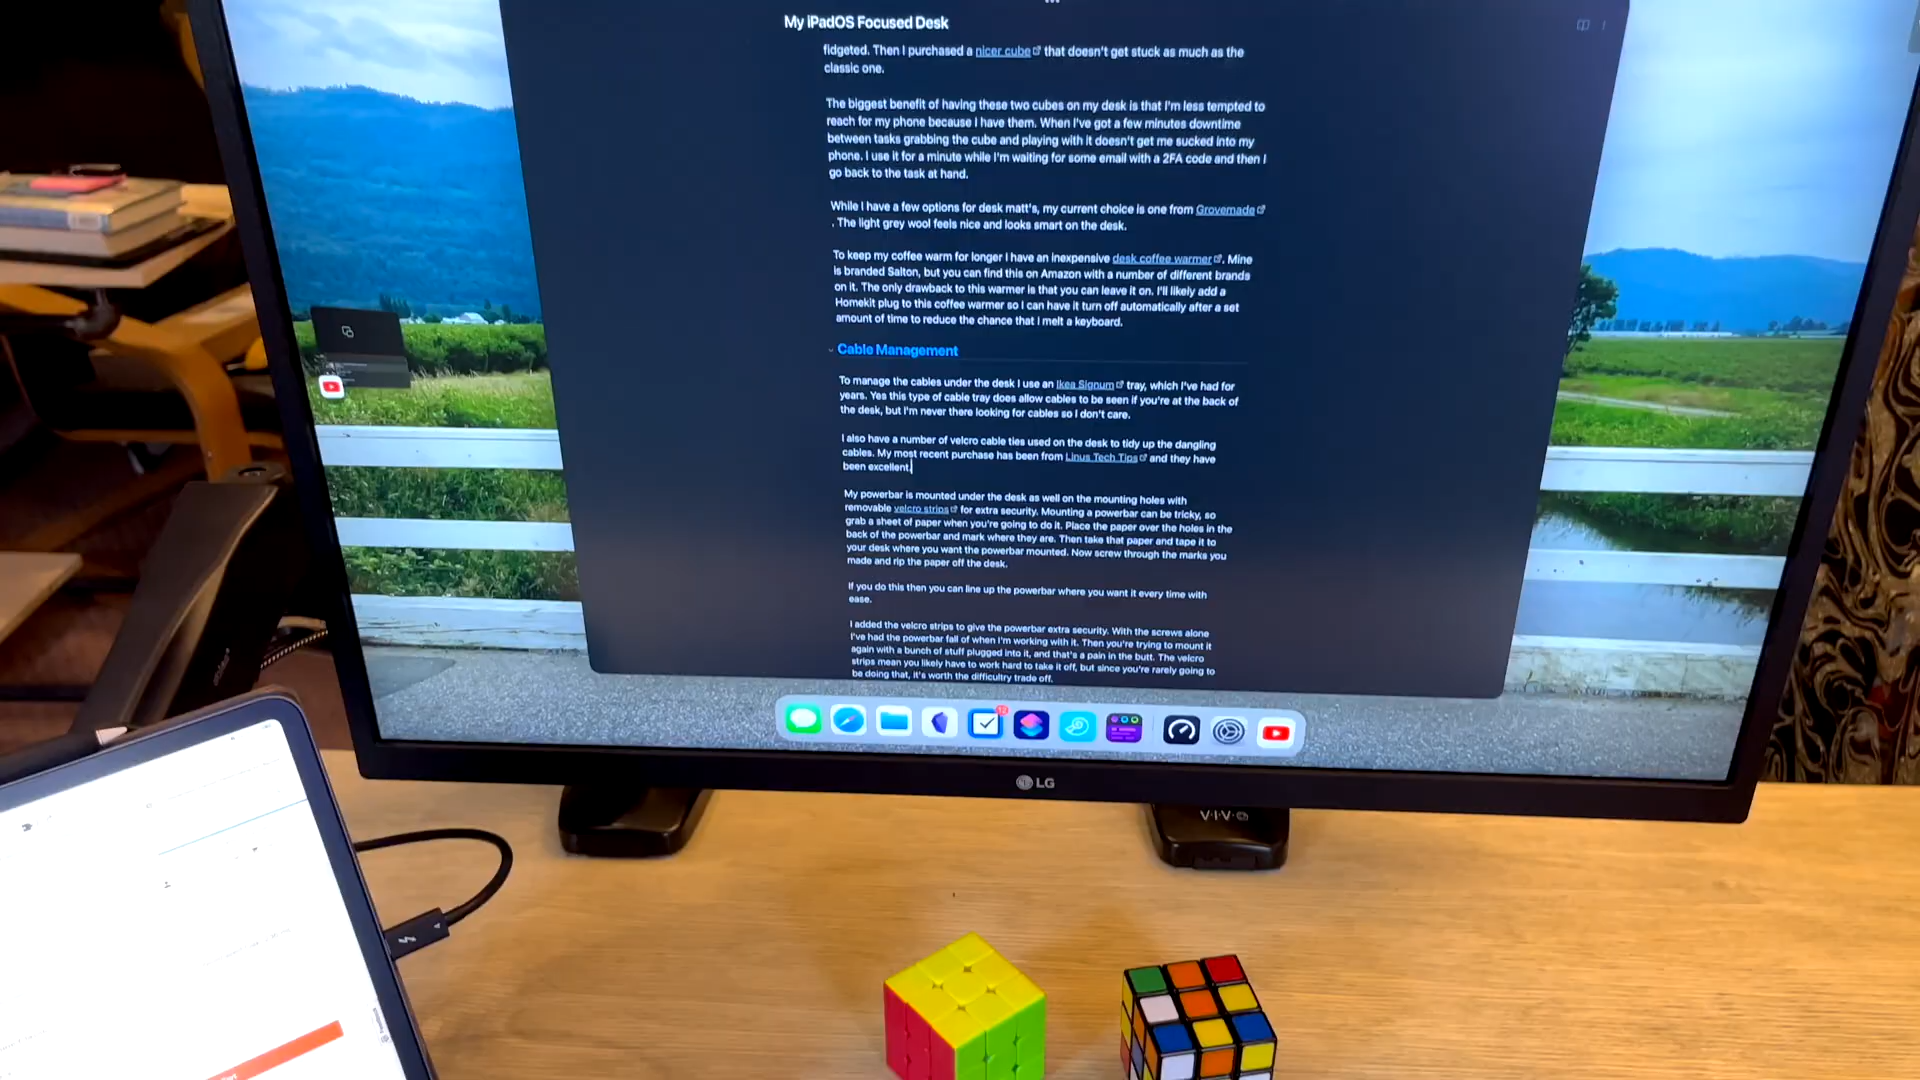 My iPadOS Focused Desk
fidgeted. Then I purchased a nicer cube that doesn't get stuck as much as the
classic one.
The biggest benefit of having these two cubes on my desk is that I'm less tempted to
reach for my phone because I have them. When I've got a few minutes downtime
between tasks grabbing the cube and playing with it doesn't get me sucked into my
phone. I use it for a minute while I'm waiting for some email with a 2FA code and then I
go back to the task at hand.
While I have a few options for desk matt's, my current choice is one from Grovemade
. The light grey wool feels nice and looks smart on the desk.
To keep my coffee warm for longer I have an inexpensive desk coffee warmer. Mine
is branded Salton, but you can find this on Amazon with a number of different brands
on it. The only drawback to this warmer is that you can leave it on. I'll likely add a
Homekit plug to this coffee warmer so I can have it turn off automatically after a set
amount of time to reduce the chance that I melt a keyboard.
Cable Management
To manage the cables under the desk I use an Ikea Signum tray, which I've had for
years. Yes this type of cable tray does allow cables to be seen if you're at the back of
the desk, but I'm never there looking for cables so I don't care.
I also have a number of velcro cable ties used on the desk to tidy up the dangling
cables. My most recent purchase has been from Linus Tech Tips and they have
been excellent.
My powerbar is mounted under the desk as well on the mounting holes with
removable velcro strips for extra security. Mounting a powerbar can be tricky, so
grab a sheet of paper when you're going to do it. Place the paper over the holes in the
back of the powerbar and mark where they are. Then take that paper and tape it to
your desk where you want the powerbar mounted. Now screw through the marks you
made and rip the paper off the desk.
If you do this then you can line up the powerbar where you want it every time with
ease.
I added the velcro strips to give the powerbar extra security. With the screws alone
I've had the powerbar fall of when I'm working with it. Then you're trying to mount it
again with a bunch of stuff plugged into it, and that's a pain in the butt. The velcro
strips mean you likely have to work hard to take it off, but since you're rarely going to
be doing that, it's worth the difficultry trade off.
12
LG
VIVO